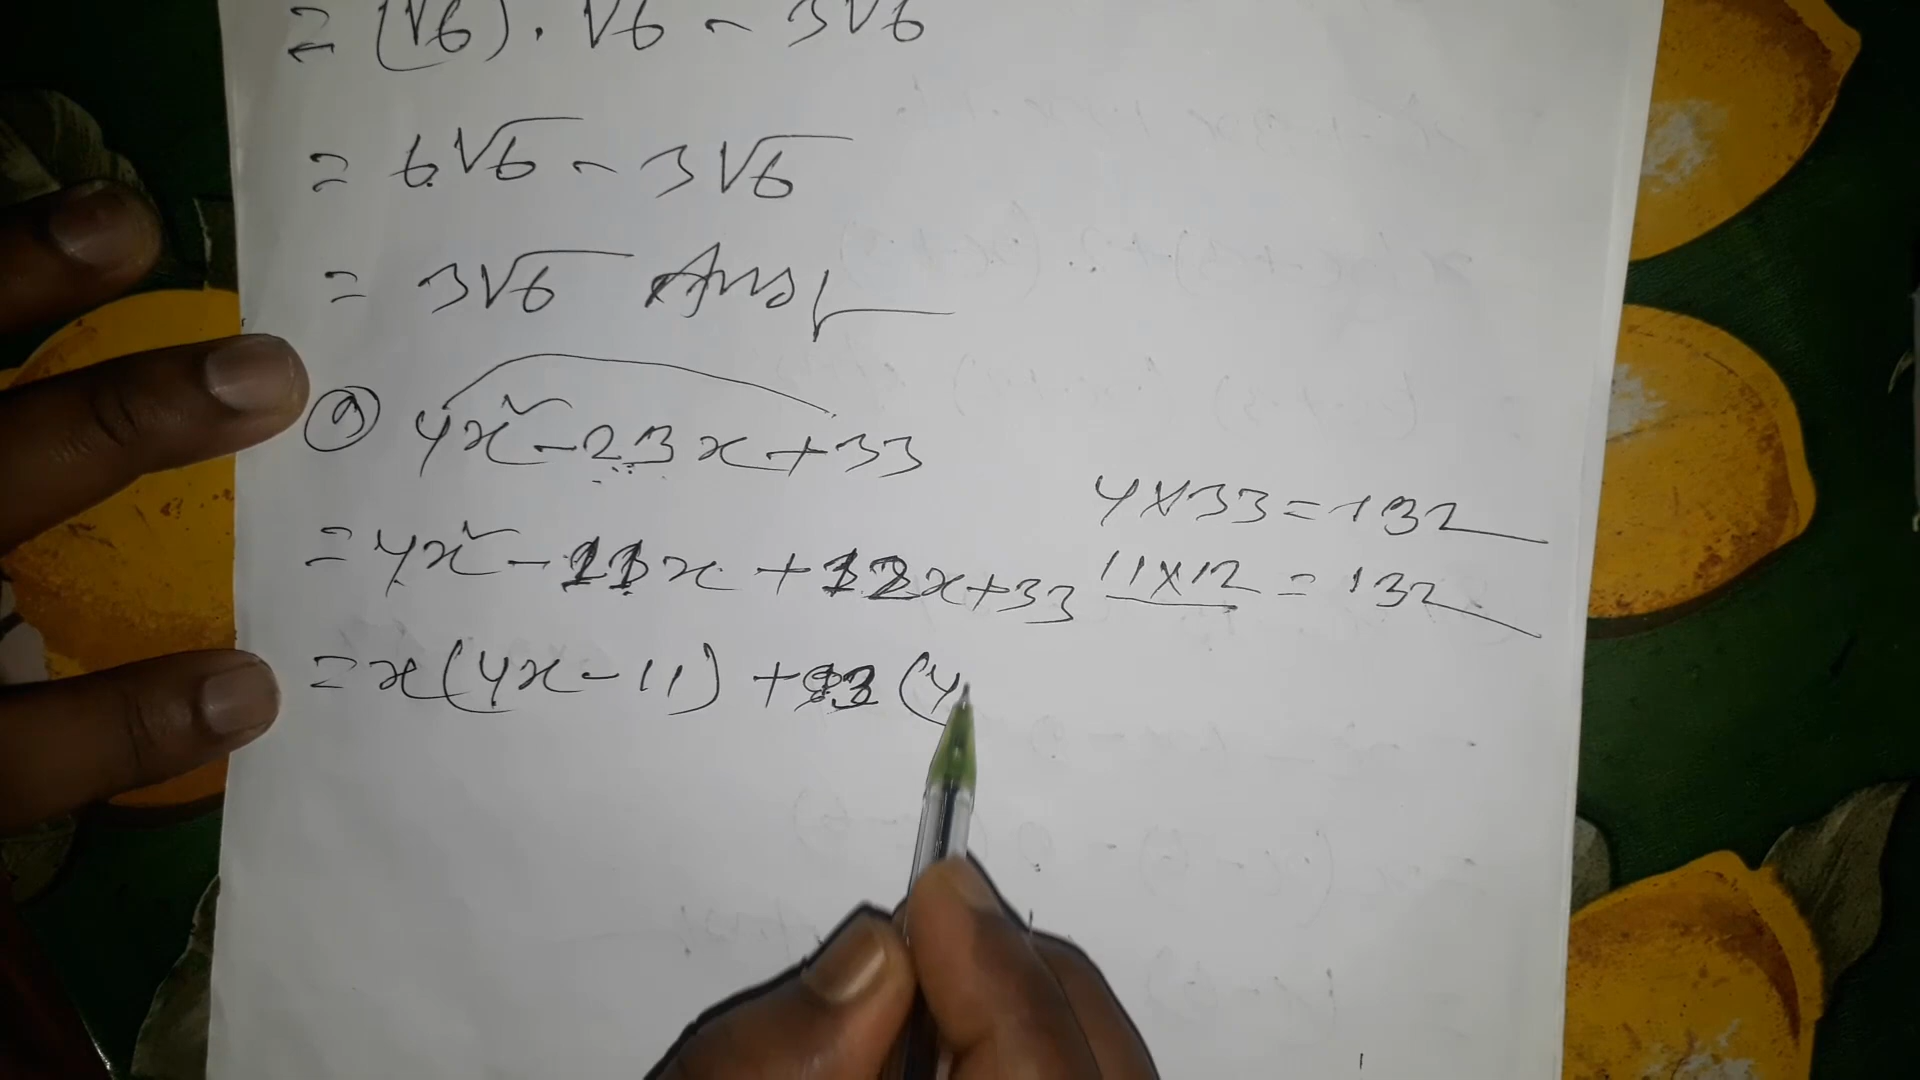 = (√6). √6 - 3√6
= 6√6 - 3√6
= 3√6 Ans
4x² - 23x + 33
4 x 33 = 132
= 4x² - 11x + 12x + 33
11 x 12 = 132
= x(4x - 11) + 3 (4